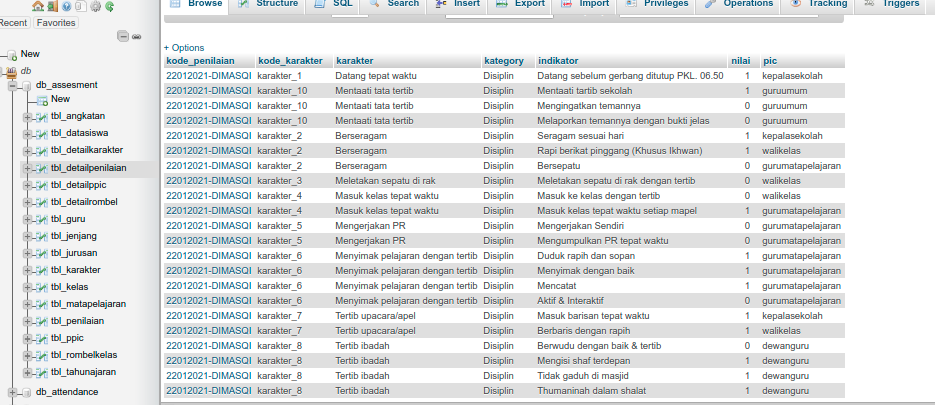 Browse Structure SQL Search Insert Export Import Privileges Operations Tracking Triggers
Recent Favorites
New
db
db_assesment
New
tbl_angkatan
tbl_datasiswa
tbl_detailkarakter
tbl_detailpenilaian
tbl_detailppic
tbl_detailrombel
tbl_guru
tbl_jenjang
tbl_jurusan
tbl_karakter
tbl_kelas
tbl_matapelajaran
tbl_penilaian
tbl_ppic
tbl_rombelkelas
tbl_tahunajaran
db_attendance
+ Options
kode_penilaian kode_karakter karakter kategory indikator nilai pic
22012021-DIMASQI karakter_1 Datang tepat waktu Disiplin Datang sebelum gerbang ditutup PKL. 06.50 1 kepalasekolah
22012021-DIMASQI karakter_10 Mentaati tata tertib Disiplin Mentaati tartib sekolah 1 guruumum
22012021-DIMASQI karakter_10 Mentaati tata tertib Disiplin Mengingatkan temannya 0 guruumum
22012021-DIMASQI karakter_10 Mentaati tata tertib Disiplin Melaporkan temannya dengan bukti jelas 0 guruumum
22012021-DIMASQI karakter_2 Berseragam Disiplin Seragam sesuai hari 1 kepalasekolah
22012021-DIMASQI karakter_2 Berseragam Disiplin Rapi berikat pinggang (Khusus Ikhwan) 1 walikelas
22012021-DIMASQI karakter_2 Berseragam Disiplin Bersepatu 0 gurumatapelajaran
22012021-DIMASQI karakter_3 Meletakan sepatu di rak Disiplin Meletakan sepatu di rak dengan tertib 0 walikelas
22012021-DIMASQI karakter_4 Masuk kelas tepat waktu Disiplin Masuk ke kelas dengan tertib 0 walikelas
22012021-DIMASQI karakter_4 Masuk kelas tepat waktu Disiplin Masuk kelas tepat waktu setiap mapel 1 gurumatapelajaran
22012021-DIMASQI karakter_5 Mengerjakan PR Disiplin Mengerjakan Sendiri 0 gurumatapelajaran
22012021-DIMASQI karakter_5 Mengerjakan PR Disiplin Mengumpulkan PR tepat waktu 0 gurumatapelajaran
22012021-DIMASQI karakter_6 Menyimak pelajaran dengan tertib Disiplin Duduk rapih dan sopan 1 gurumatapelajaran
22012021-DIMASQI karakter_6 Menyimak pelajaran dengan tertib Disiplin Menyimak dengan baik 1 gurumatapelajaran
22012021-DIMASQI karakter_6 Menyimak pelajaran dengan tertib Disiplin Mencatat 1 gurumatapelajaran
22012021-DIMASQI karakter_6 Menyimak pelajaran dengan tertib Disiplin Aktif & Interaktif 0 gurumatapelajaran
22012021-DIMASQI karakter_7 Tertib upacara/apel Disiplin Masuk barisan tepat waktu 1 kepalasekolah
22012021-DIMASQI karakter_7 Tertib upacara/apel Disiplin Berbaris dengan rapih 1 walikelas
22012021-DIMASQI karakter_8 Tertib ibadah Disiplin Berwudu dengan baik & tertib 0 dewanguru
22012021-DIMASQI karakter_8 Tertib ibadah Disiplin Mengisi shaf terdepan 1 dewanguru
22012021-DIMASQI karakter_8 Tertib ibadah Disiplin Tidak gaduh di masjid 1 dewanguru
22012021-DIMASQI karakter_8 Tertib ibadah Disiplin Thumaninah dalam shalat 1 dewanguru